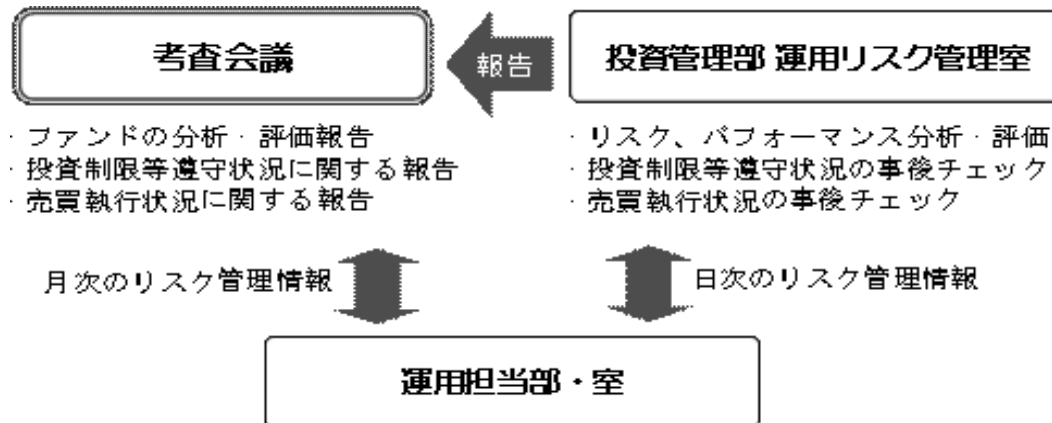 考査会議
報告
投資管理部 運用リスク管理室
・ファンドの分析・評価報告
・投資制限等遵守状況に関する報告
・売買執行状況に関する報告
・リスク、パフォーマンス分析・評価
・投資制限等遵守状況の事後チェック
・売買執行状況の事後チェック
月次のリスク管理情報
日次のリスク管理情報
運用担当部・室